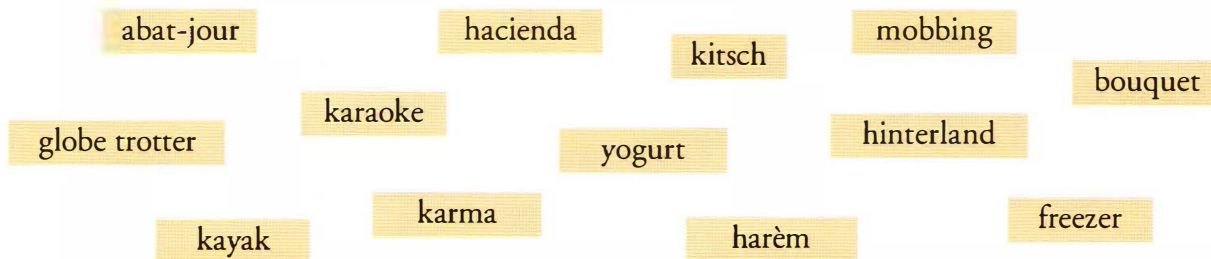 abat-jour
hacienda
kitsch
mobbing
bouquet
karaoke
globe trotter
yogurt
hinterland
kayak
karma
harèm
freezer